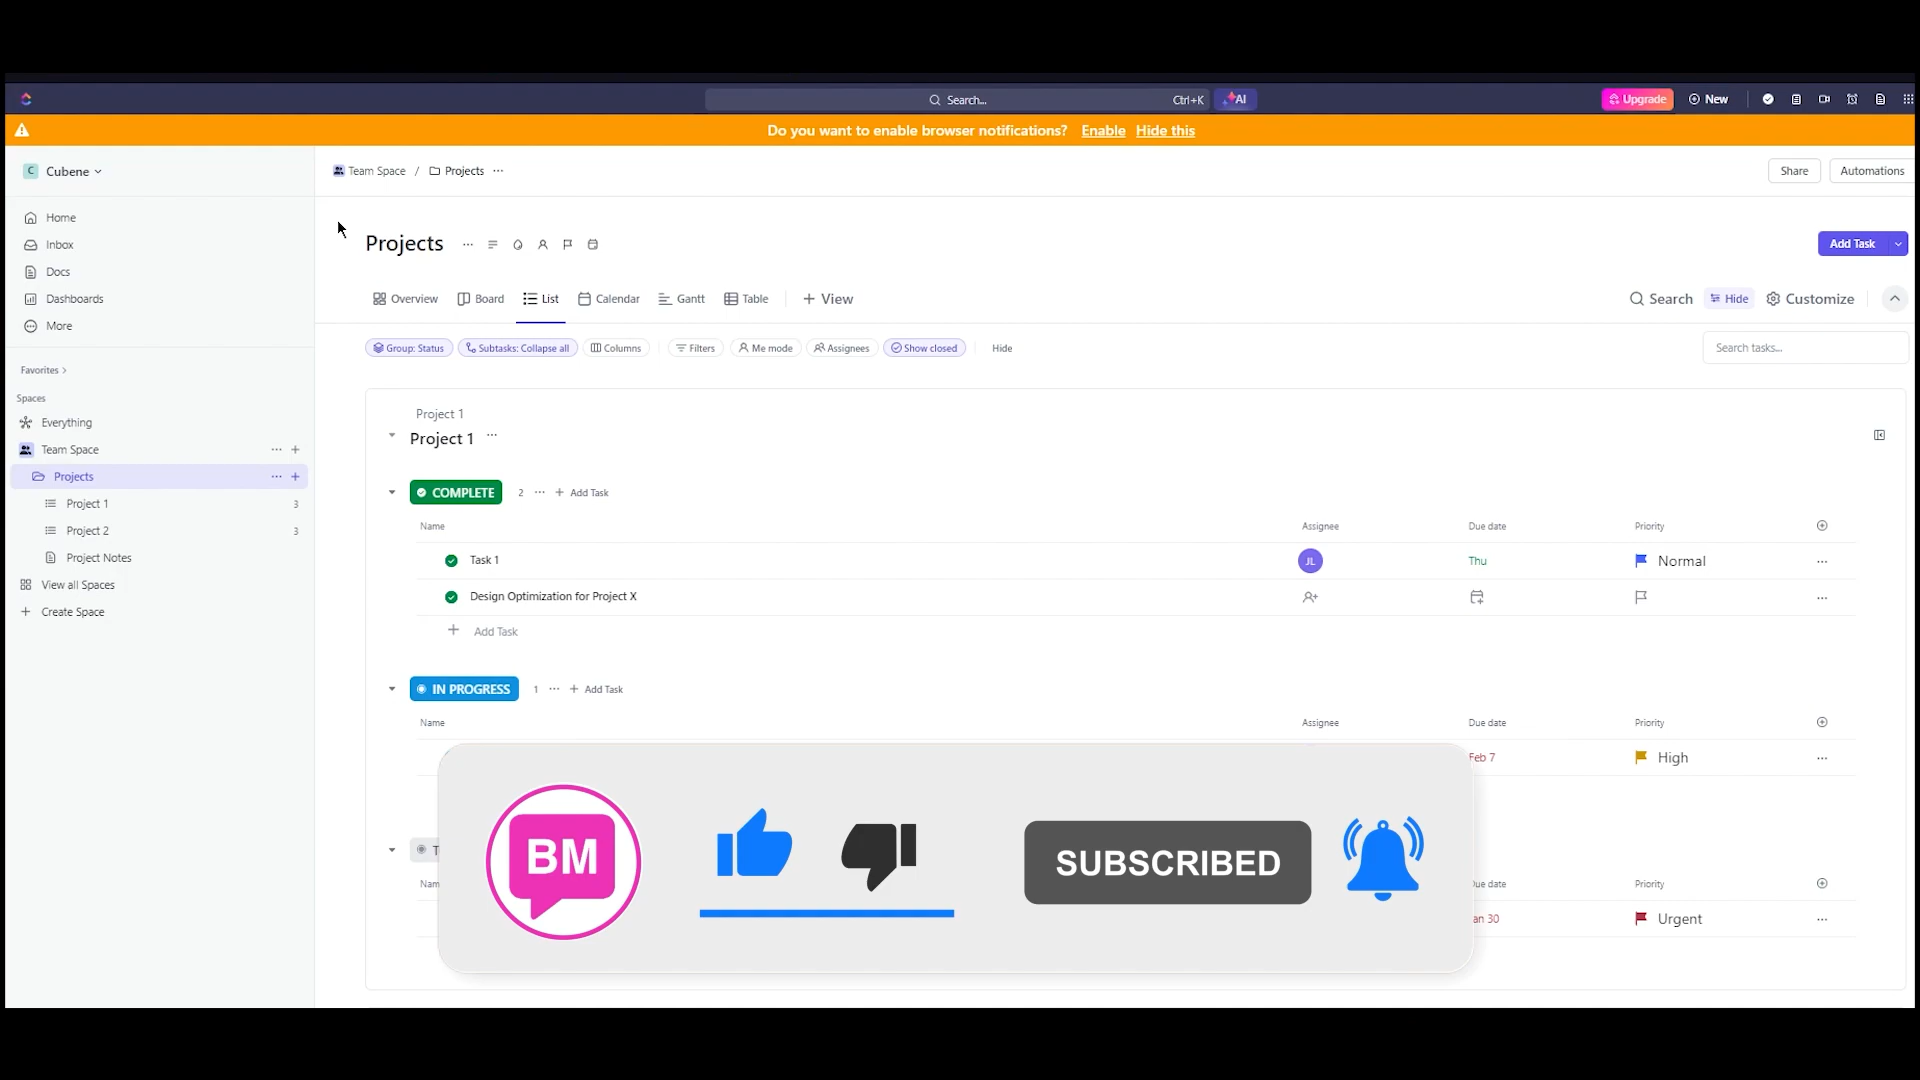 Search... Ctrl+K AI Upgrade New
Do you want to enable browser notifications? Enable Hide this
C Cubene
Team Space / Projects ...
Share Automations
Home
Inbox
Docs
Dashboards
More
Favorites
Spaces
Everything
Team Space
Projects
Project 1 3
Project 2 3
Project Notes
View all Spaces
Create Space
Projects
Add Task
Overview Board List Calendar Gantt Table + View
Search Hide Customize
Group: Status Subtasks: Collapse all Columns Filters Me mode Assignees Show closed Hide
Search tasks...
Project 1
Project 1 ...
COMPLETE 2 ... + Add Task
Name Assignee Due date Priority
Task 1 JL Thu Normal
Design Optimization for Project X
+ Add Task
IN PROGRESS 1 ... + Add Task
Name Assignee Due date Priority
Feb 7 High
BM SUBSCRIBED
Priority
Urgent